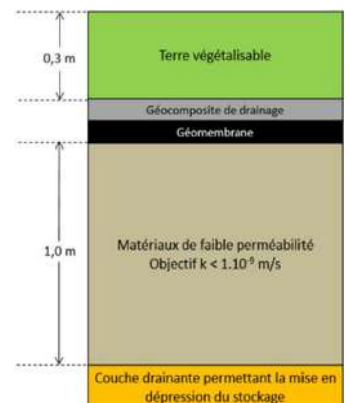 0,3 m
Terre végétalisable
Géocomposite de drainage
Géomembrane
1,0 m
Matériaux de faible perméabilité
Objectif k < 1.10⁻⁹ m/s
Couche drainante permettant la mise en
dépression du stockage